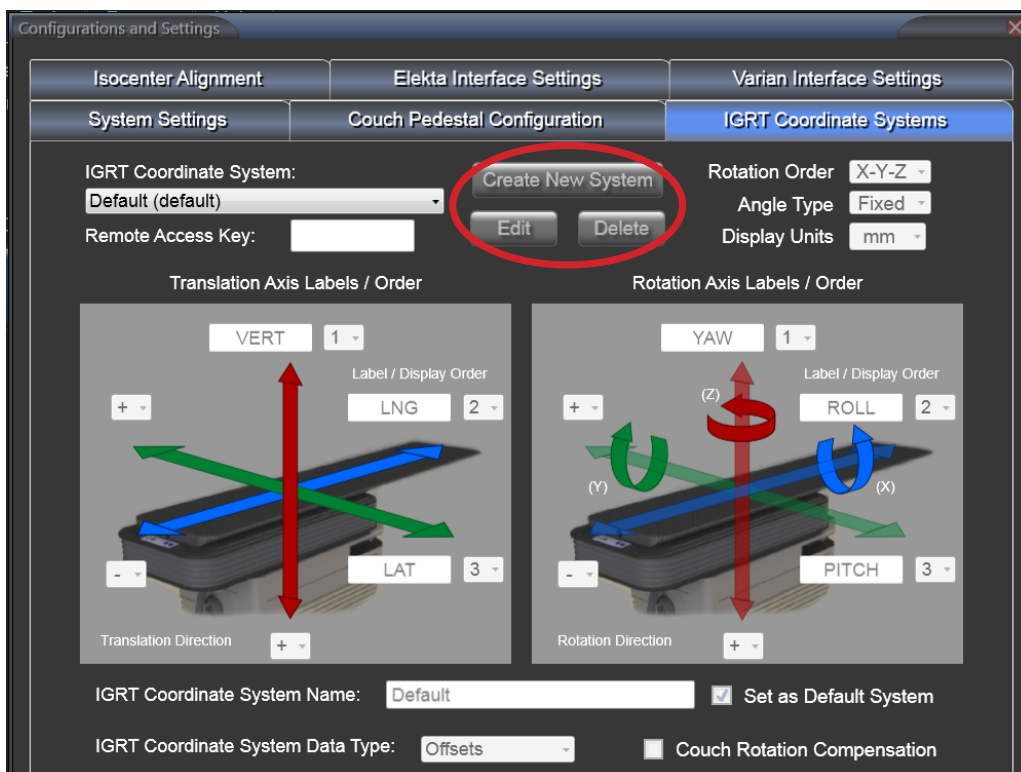 Configurations and Settings
Isocenter Alignment
Elekta Interface Settings
Varian Interface Settings
System Settings
Couch Pedestal Configuration
IGRT Coordinate Systems
IGRT Coordinate System:
Default (default)
Remote Access Key:
Create New System
Edit
Delete
Rotation Order X-Y-Z
Angle Type Fixed
Display Units mm
Translation Axis Labels / Order
VERT 1
Label / Display Order
+
LNG 2
-
LAT 3
Translation Direction
+
Rotation Axis Labels / Order
YAW 1
Label / Display Order
(Z)
+
ROLL 2
(Y)
(X)
-
PITCH 3
Rotation Direction
+
IGRT Coordinate System Name: Default
Set as Default System
IGRT Coordinate System Data Type: Offsets
Couch Rotation Compensation